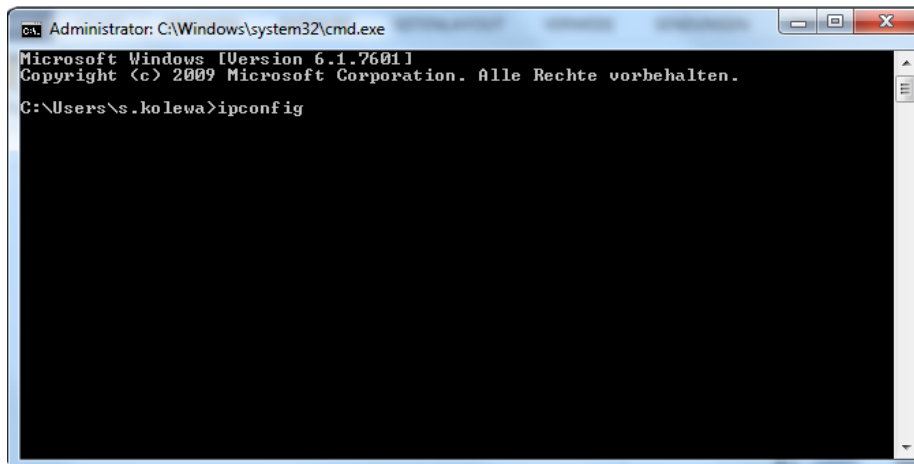 Administrator: C:\Windows\system32\cmd.exe
Microsoft Windows [Version 6.1.7601]
Copyright (c) 2009 Microsoft Corporation. Alle Rechte vorbehalten.
C:\Users\s.kolewa>ipconfig